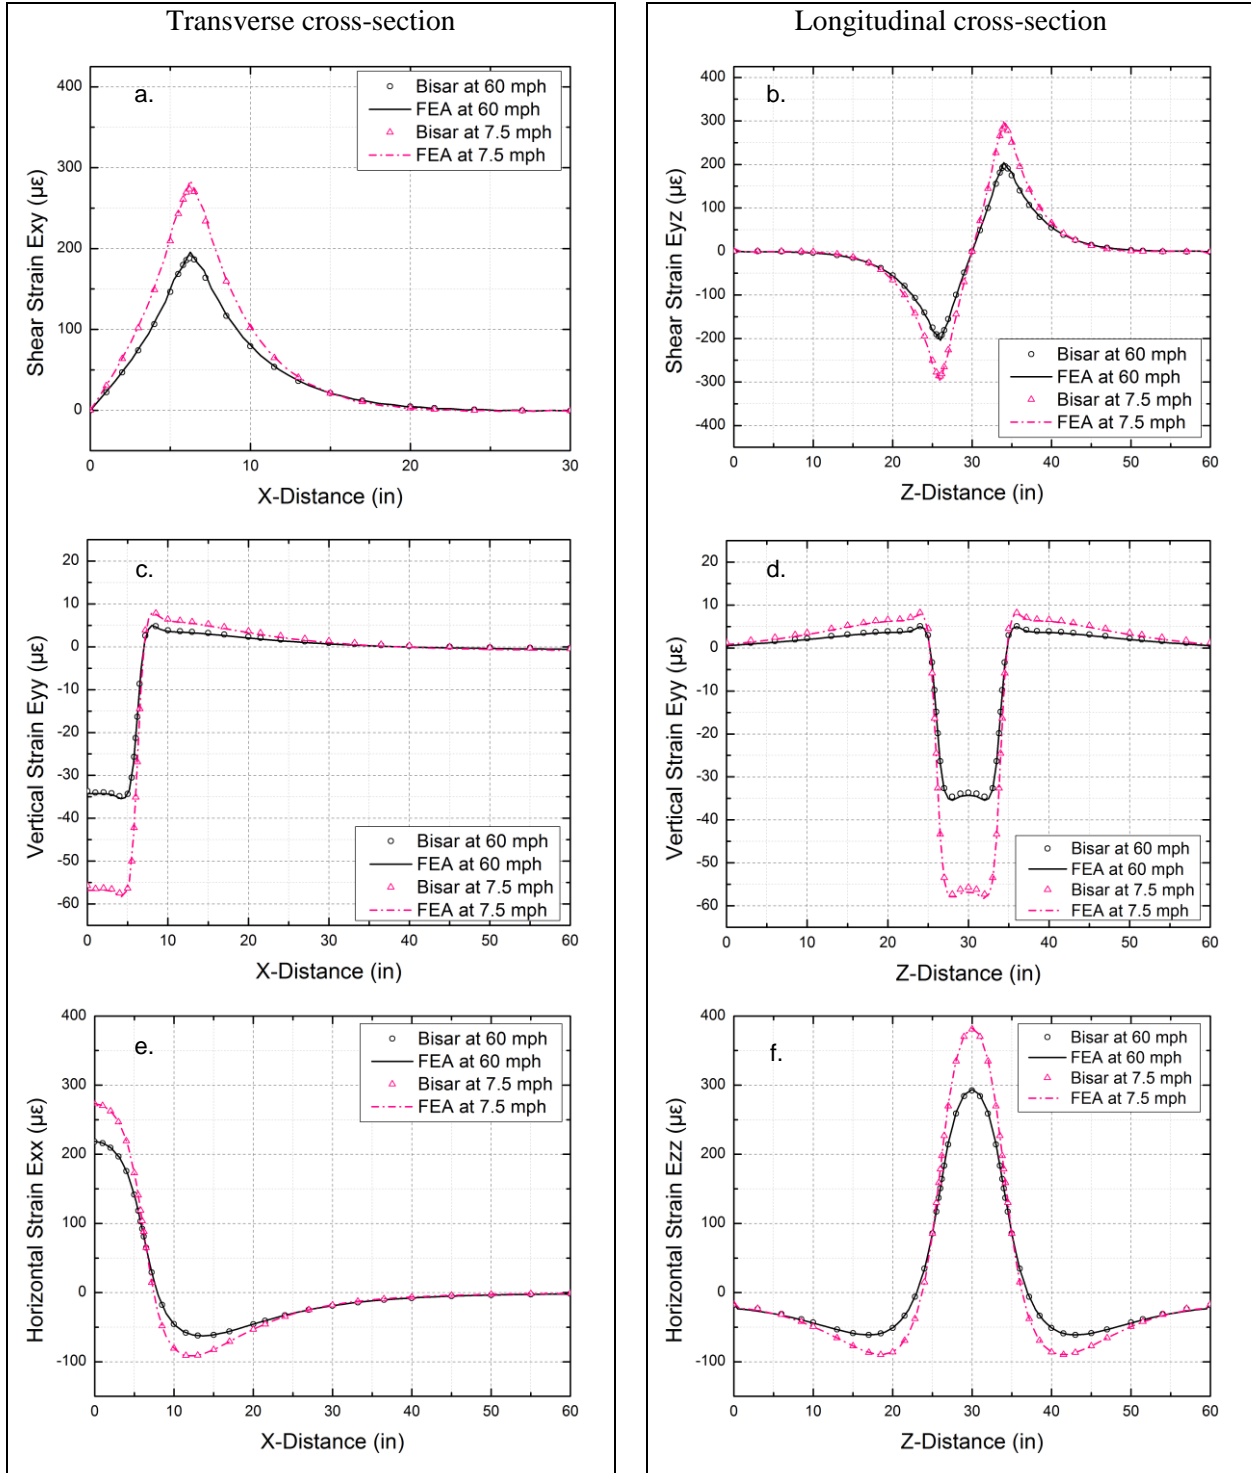 Transverse cross-section
a.
Bisar at 60 mph
FEA at 60 mph
Bisar at 7.5 mph
FEA at 7.5 mph
Shear Strain Exy (µε)
400
300
200
100
0
0 10 20 30
X-Distance (in)
c.
Vertical Strain Eyy (µε)
20
10
0
-10
-20
-30
-40
-50
-60
Bisar at 60 mph
FEA at 60 mph
Bisar at 7.5 mph
FEA at 7.5 mph
0 10 20 30 40 50 60
X-Distance (in)
e.
Bisar at 60 mph
FEA at 60 mph
Bisar at 7.5 mph
FEA at 7.5 mph
Horizontal Strain Exx (µε)
400
300
200
100
0
-100
0 10 20 30 40 50 60
X-Distance (in)
Longitudinal cross-section
b.
Shear Strain Eyz (µε)
400
300
200
100
0
-100
-200
-300
-400
Bisar at 60 mph
FEA at 60 mph
Bisar at 7.5 mph
FEA at 7.5 mph
0 10 20 30 40 50 60
Z-Distance (in)
d.
Vertical Strain Eyy (µε)
20
10
0
-10
-20
-30
-40
-50
-60
Bisar at 60 mph
FEA at 60 mph
Bisar at 7.5 mph
FEA at 7.5 mph
0 10 20 30 40 50 60
Z-Distance (in)
f.
Bisar at 60 mph
FEA at 60 mph
Bisar at 7.5 mph
FEA at 7.5 mph
Horizontal Strain Ezz (µε)
400
300
200
100
0
-100
0 10 20 30 40 50 60
Z-Distance (in)